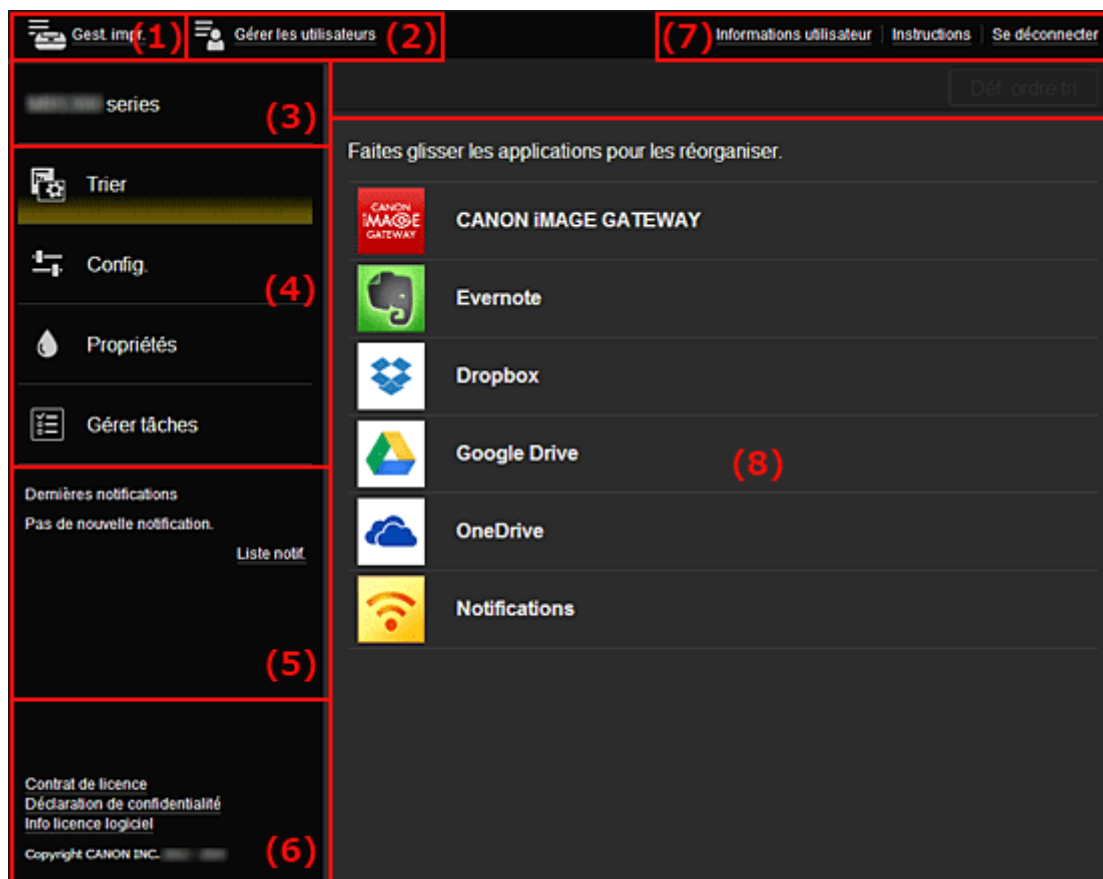 Gest. impr. (1)
Gérer les utilisateurs (2)
(7) Informations utilisateur Instructions Se déconnecter
series
(3)
Déf. ordre tri
Faites glisser les applications pour les réorganiser.
Trier
Config.
(4)
Propriétés
Gérer tâches
CANON iMAGE GATEWAY
CANON iMAGE GATEWAY
Evernote
Dropbox
Google Drive
(8)
OneDrive
Notifications
Dernières notifications
Pas de nouvelle notification.
Liste notif.
(5)
Contrat de licence
Déclaration de confidentialité
Info licence logiciel
Copyright CANON INC.
(6)